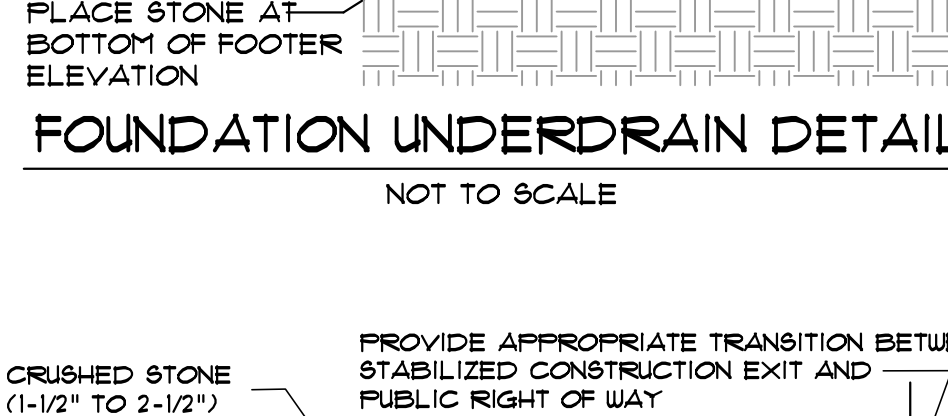 PLACE STONE AT
BOTTOM OF FOOTER
ELEVATION
FOUNDATION UNDERDRAIN DETAIL
NOT TO SCALE
PROVIDE APPROPRIATE TRANSITION
STABILIZED CONSTRUCTION EXIT AND
PUBLIC RIGHT OF WAY
CRUSHED STONE
(1-1/2" TO 2-1/2")